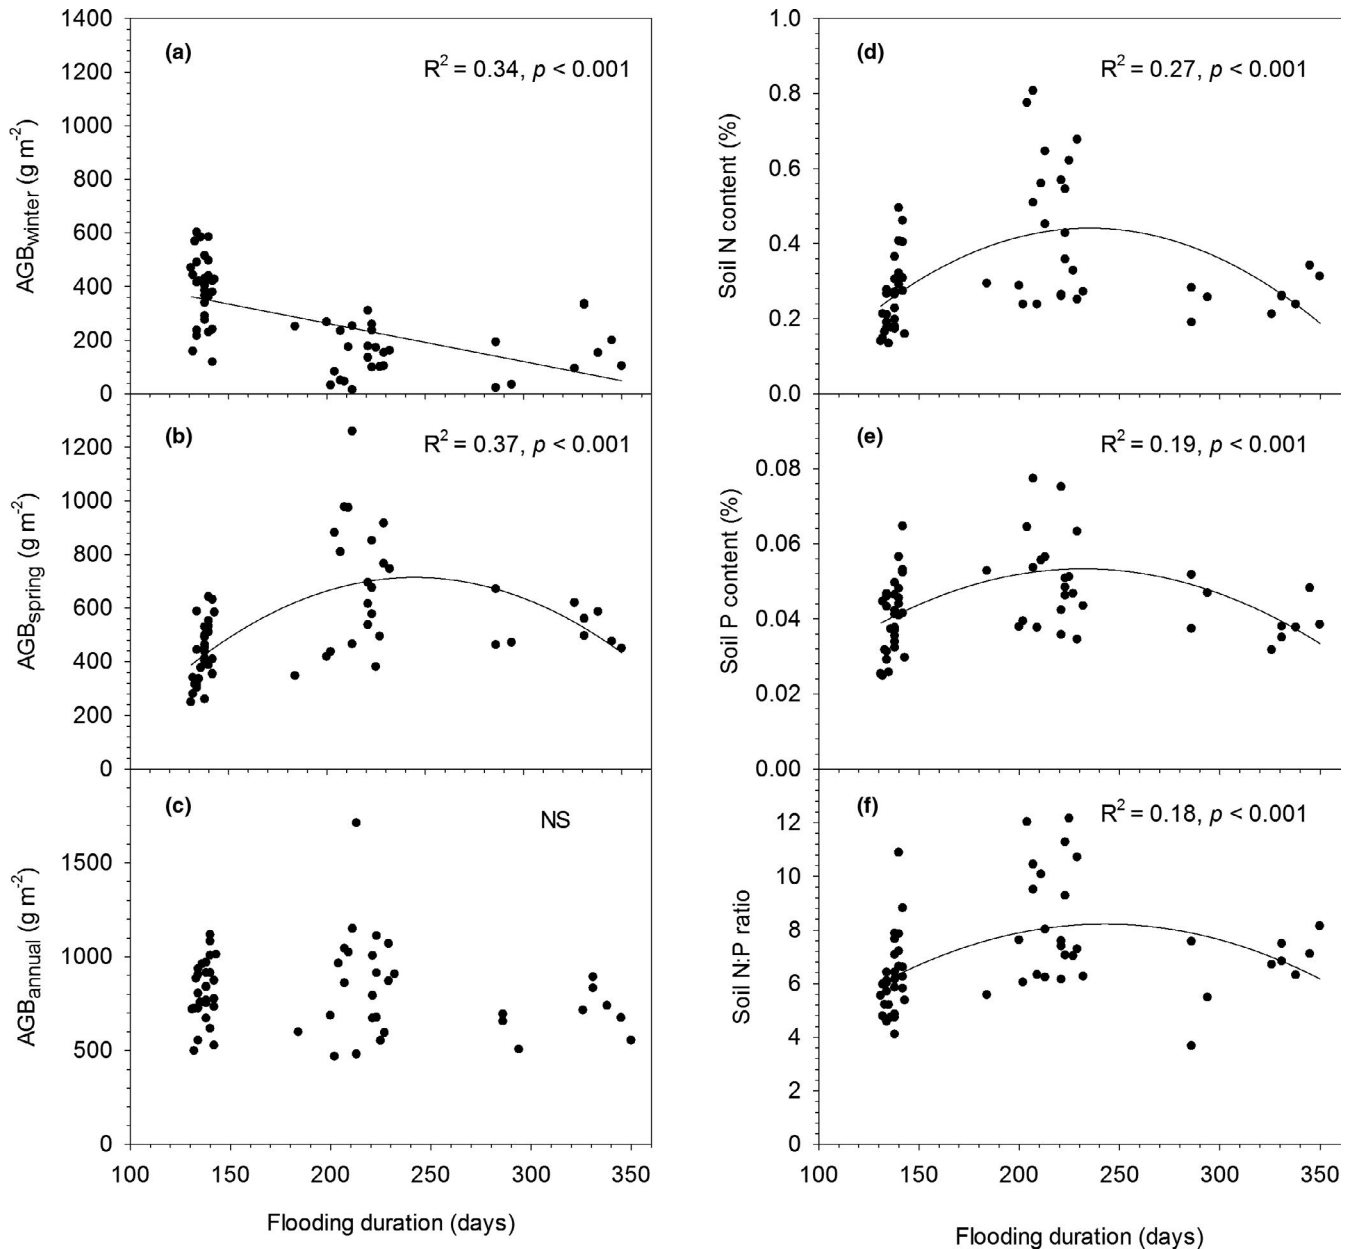 1400
1200
1000
800
600
400
200
0
AGBwinter (g m-2)
(a)
R2 = 0.34, p < 0.001
1200
1000
800
600
400
200
0
AGBspring (g m-2)
(b)
R2 = 0.37, p < 0.001
1500
1000
500
0
AGBannual (g m-2)
(c)
NS
100 150 200 250 300 350
Flooding duration (days)
1.0
0.8
0.6
0.4
0.2
0.0
Soil N content (%)
(d)
R2 = 0.27, p < 0.001
0.08
0.06
0.04
0.02
0.00
Soil P content (%)
(e)
R2 = 0.19, p < 0.001
12
10
8
6
4
2
0
Soil N:P ratio
(f)
R2 = 0.18, p < 0.001
100 150 200 250 300 350
Flooding duration (days)